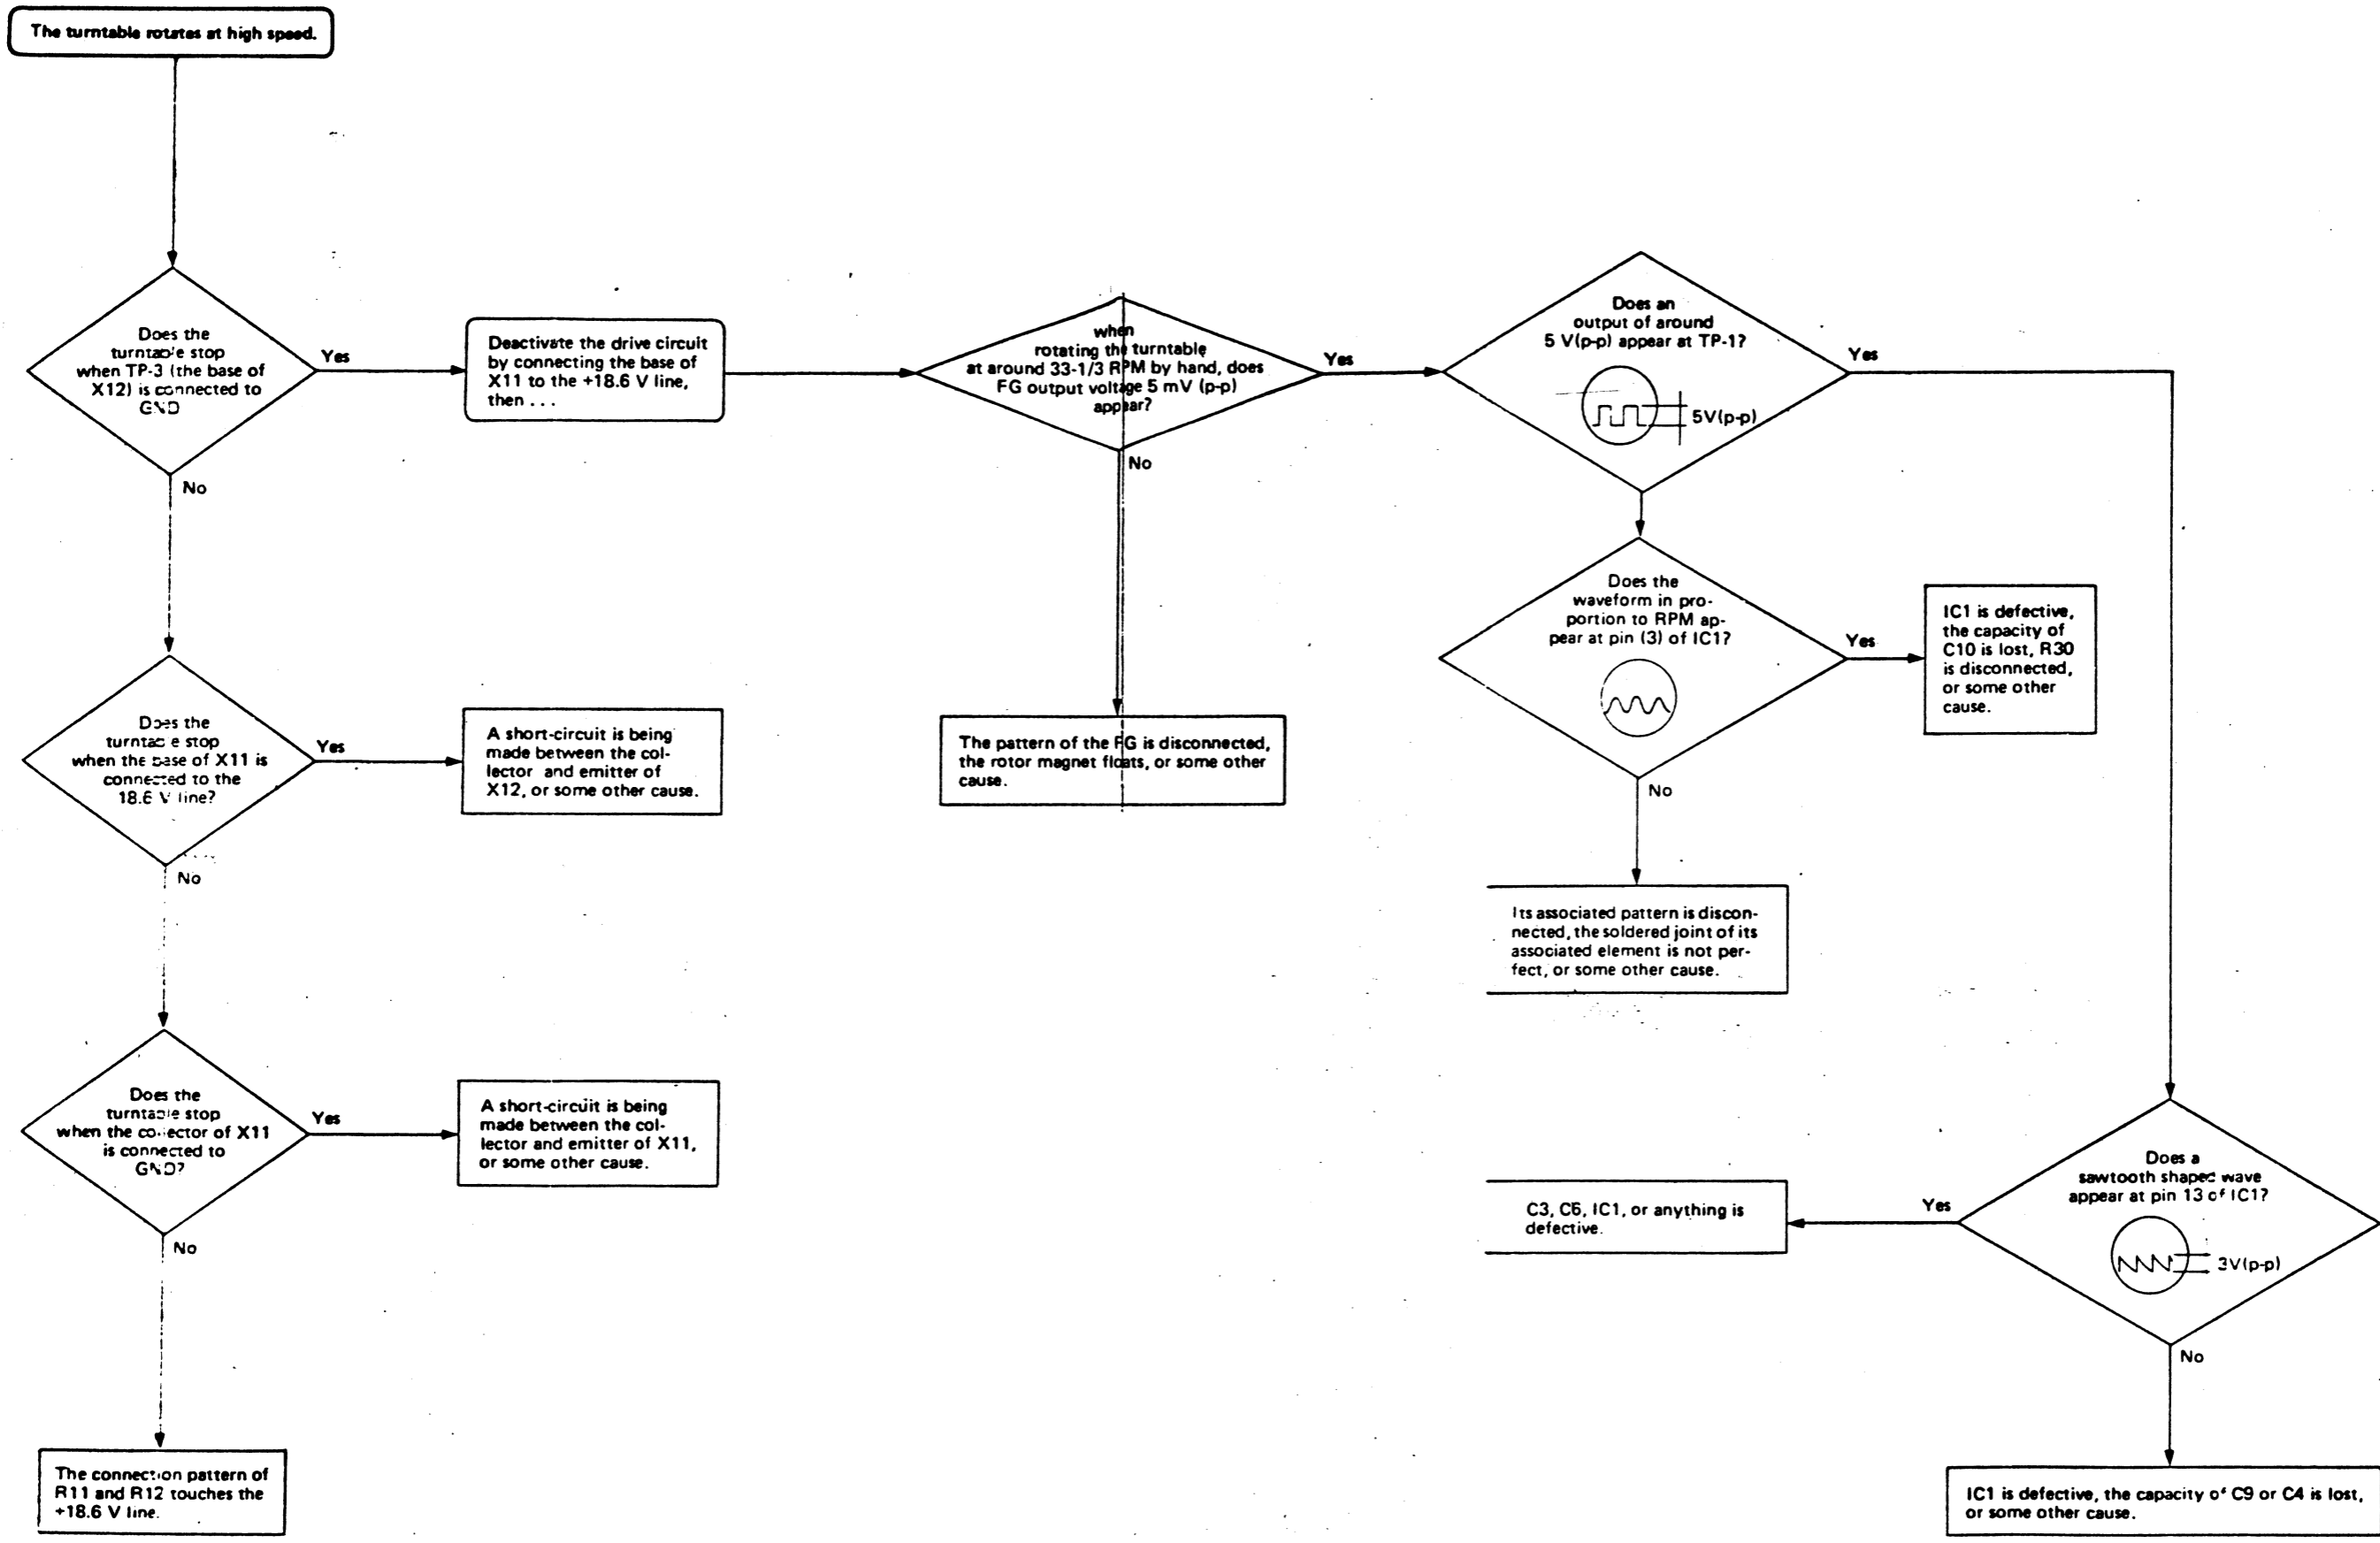 The turntable rotates at high speed.
Does the
turntable stop
when TP-3 (the base of
X12) is connected to
GND
Yes
No
Deactivate the drive circuit
by connecting the base of
X11 to the +18.6 V line,
then . . .
when
rotating the turntable
at around 33-1/3 RPM by hand, does
FG output voltage 5 mV (p-p)
appear?
Yes
No
Does an
output of around
5 V(p-p) appear at TP-1?
5V(p-p)
Yes
Does the
waveform in pro-
portion to RPM ap-
pear at pin (3) of IC1?
Yes
No
IC1 is defective,
the capacity of
C10 is lost, R30
is disconnected,
or some other
cause.
Does the
turntable stop
when the base of X11 is
connected to the
18.6 V line?
Yes
No
A short-circuit is being
made between the col-
lector and emitter of
X12, or some other cause.
The pattern of the FG is disconnected,
the rotor magnet floats, or some other
cause.
Its associated pattern is discon-
nected, the soldered joint of its
associated element is not per-
fect, or some other cause.
Does the
turntable stop
when the collector of X11
is connected to
GND?
Yes
No
A short-circuit is being
made between the col-
lector and emitter of X11,
or some other cause.
Does a
sawtooth shaped wave
appear at pin 13 of IC1?
3V(p-p)
Yes
No
C3, C6, IC1, or anything is
defective.
The connection pattern of
R11 and R12 touches the
+18.6 V line.
IC1 is defective, the capacity of C9 or C4 is lost,
or some other cause.